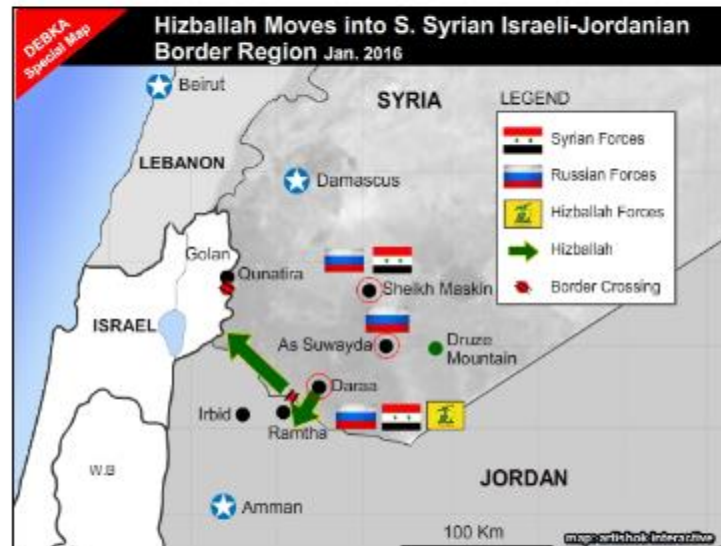 DEBKA
Special Map
Hizballah Moves into S. Syrian Israeli-Jordanian
Border Region Jan. 2016
Beirut
SYRIA
LEGEND
Syrian Forces
Russian Forces
Hizballah Forces
Hizballah
Border Crossing
LEBANON
Damascus
Golan
Qunatira
Sheikh Maskin
ISRAEL
As Suwayda
Druze
Mountain
Daraa
Irbid
Ramtha
W.B
JORDAN
Amman
100 Km
map: artishok interactive